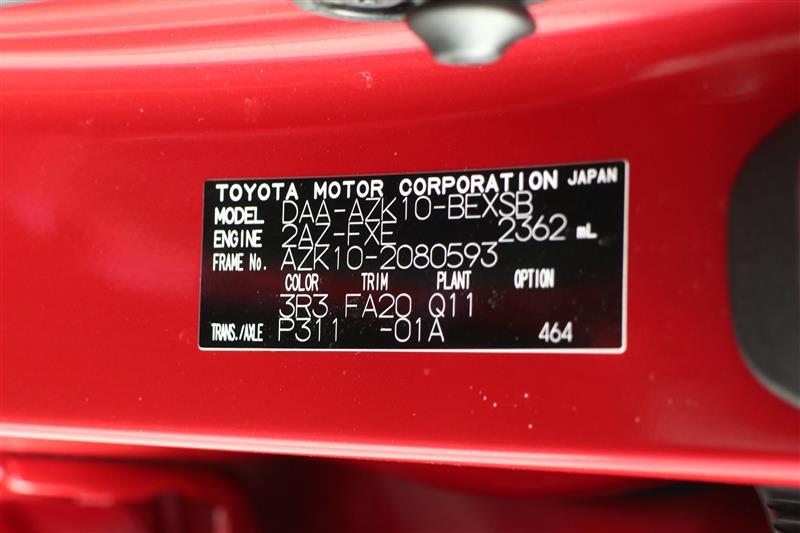 TOYOTA MOTOR CORPORATION JAPAN
MODEL DAA-AZK10-BEXSB
ENGINE 2AZ-FXE 2362 mL
FRAME No. AZK10-2080593
COLOR TRIM PLANT OPTION
3R3 FA20 Q11
TRANS./AXLE P311 -01A 464